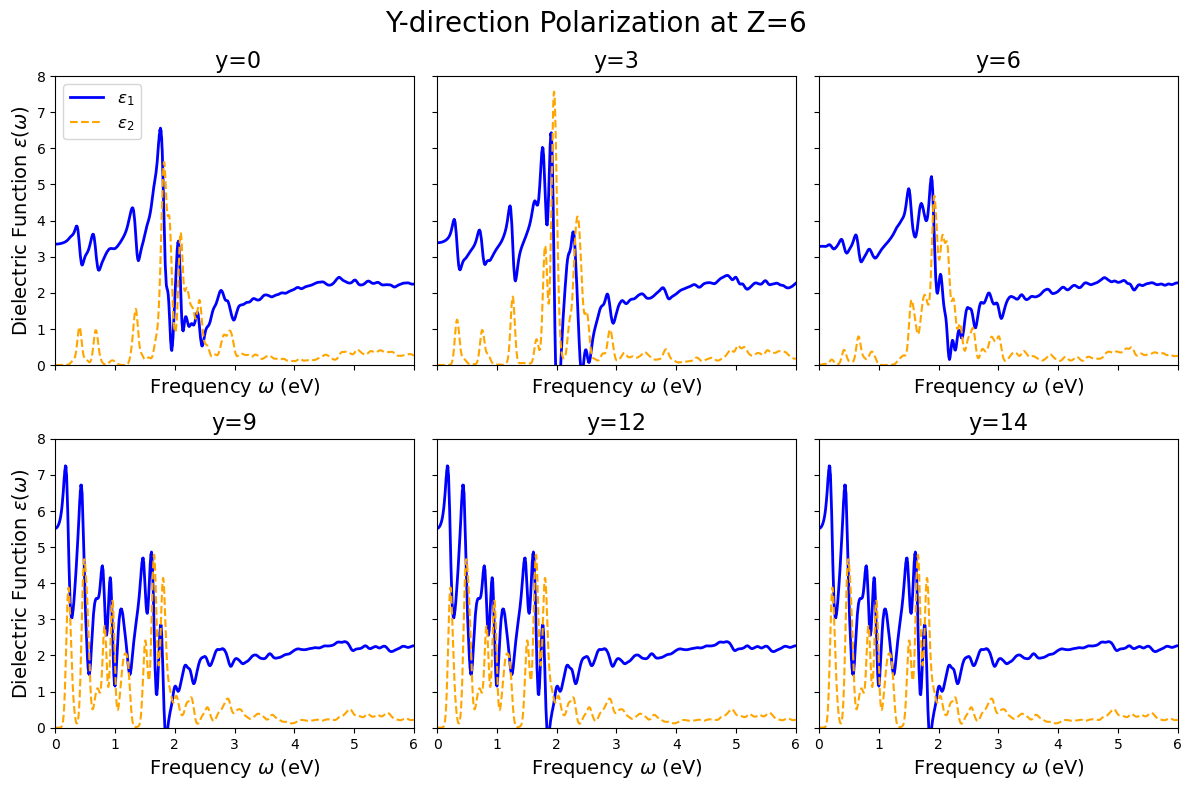 Y-direction Polarization at Z=6
y=0
y=3
y=6
8
7
6
5
4
3
2
1
0
Dielectric Function ε(ω)
ε₁
ε₂
Frequency ω (eV)
Frequency ω (eV)
Frequency ω (eV)
y=9
y=12
y=14
8
7
6
5
4
3
2
1
0
Dielectric Function ε(ω)
0 1 2 3 4 5 6
0 1 2 3 4 5 6
0 1 2 3 4 5 6
Frequency ω (eV)
Frequency ω (eV)
Frequency ω (eV)